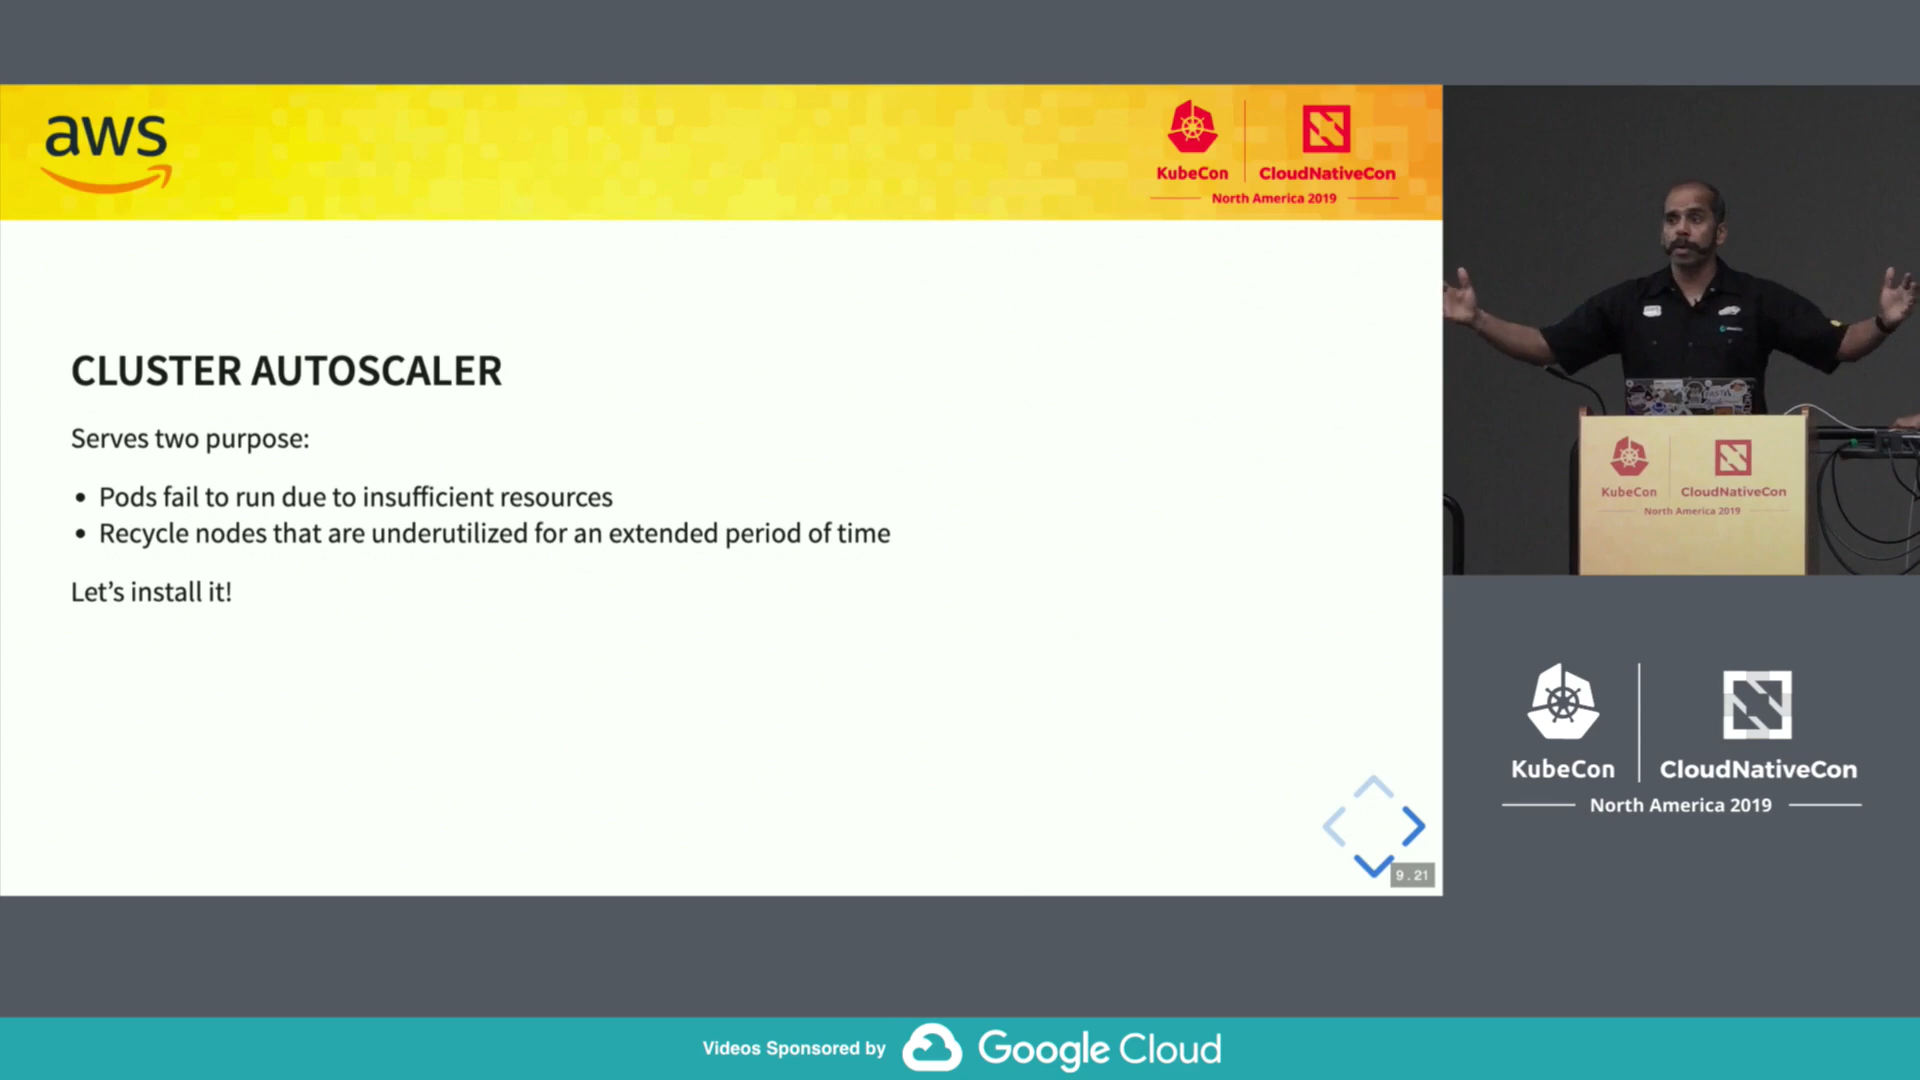 aws
KubeCon
CloudNativeCon
North America 2019
CLUSTER AUTOSCALER
Serves two purpose:
• Pods fail to run due to insufficient resources
• Recycle nodes that are underutilized for an extended period of time
Let's install it!
9.21
KubeCon
CloudNativeCon
North America 2019
KubeCon
CloudNativeCon
North America 2019
Videos Sponsored by
Google Cloud